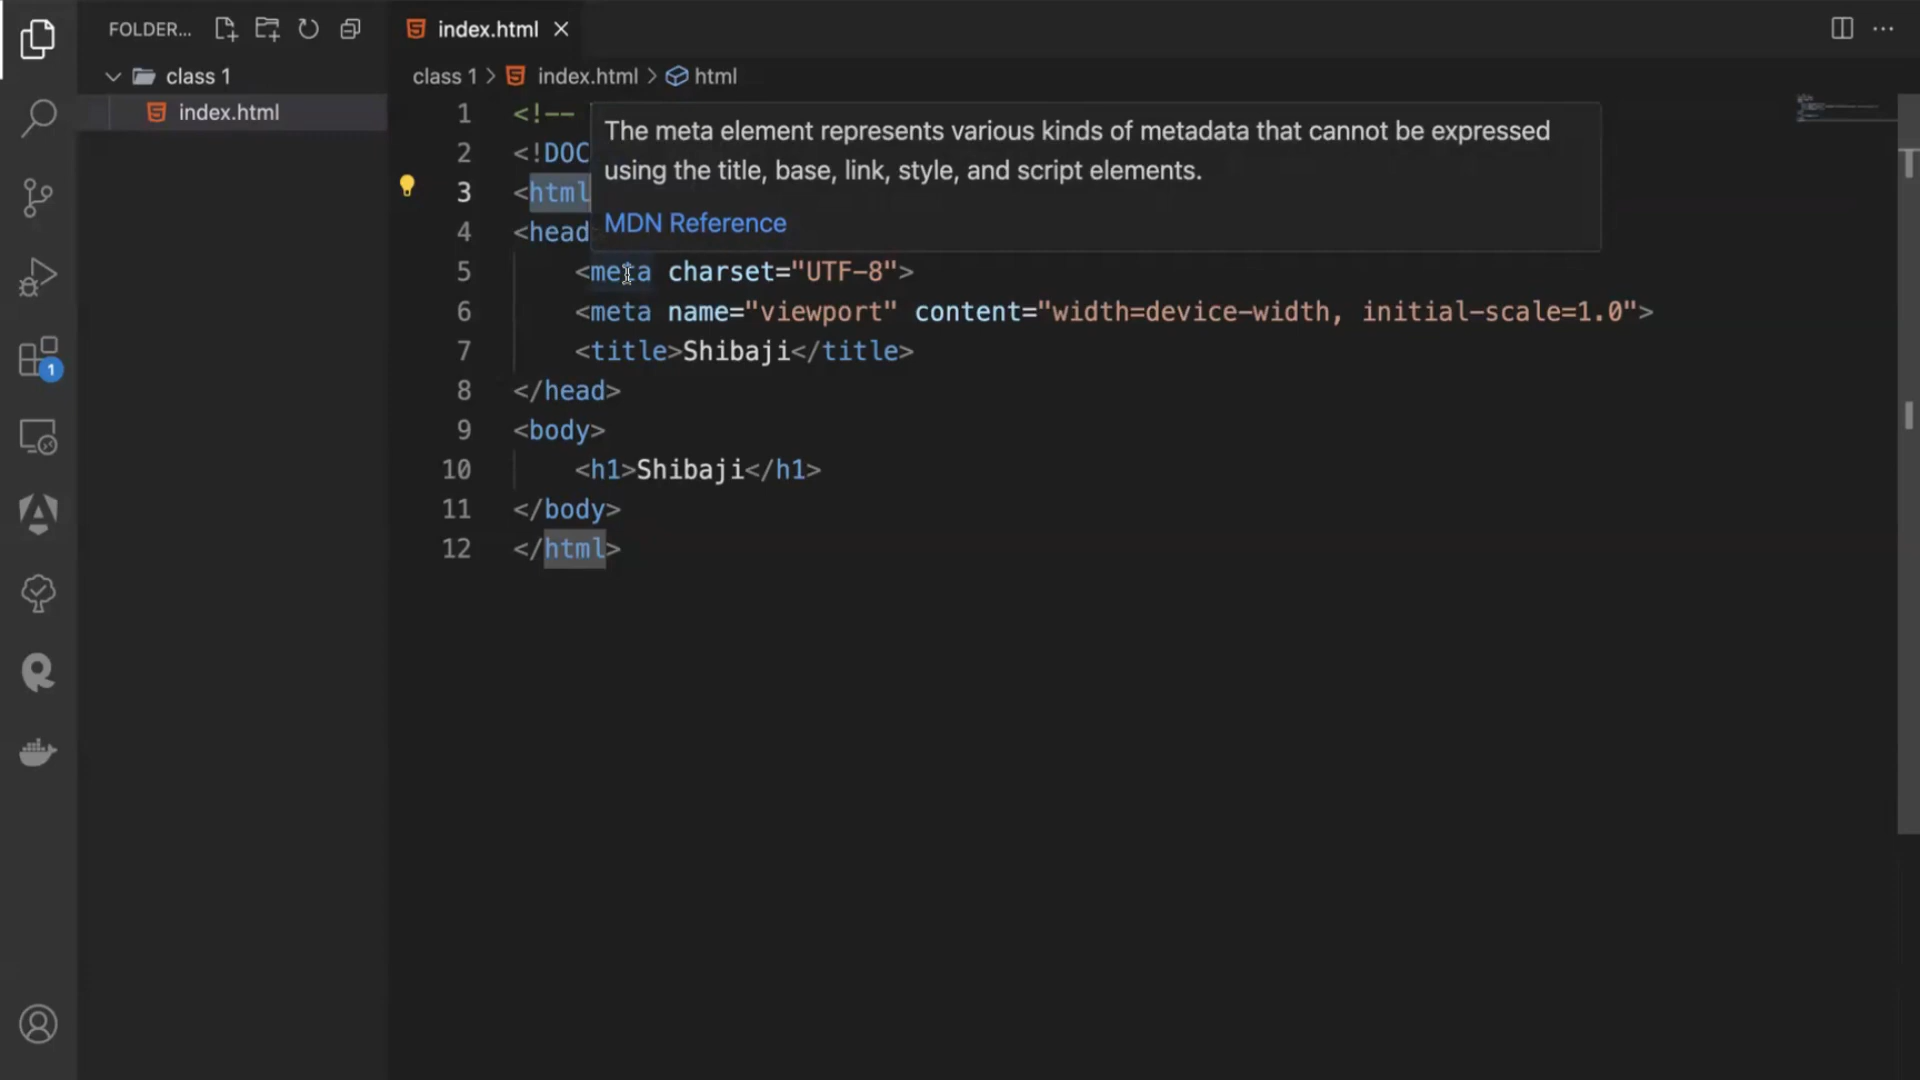 FOLDER...
index.html
class 1
index.html
class 1 > index.html > html
1 <!--
2 <!DOC
3 <html
4 <head
The meta element represents various kinds of metadata that cannot be expressed
using the title, base, link, style, and script elements.
MDN Reference
5 <meta charset="UTF-8">
6 <meta name="viewport" content="width=device-width, initial-scale=1.0">
7 <title>Shibaji</title>
8 </head>
9 <body>
10 <h1>Shibaji</h1>
11 </body>
12 </html>
1